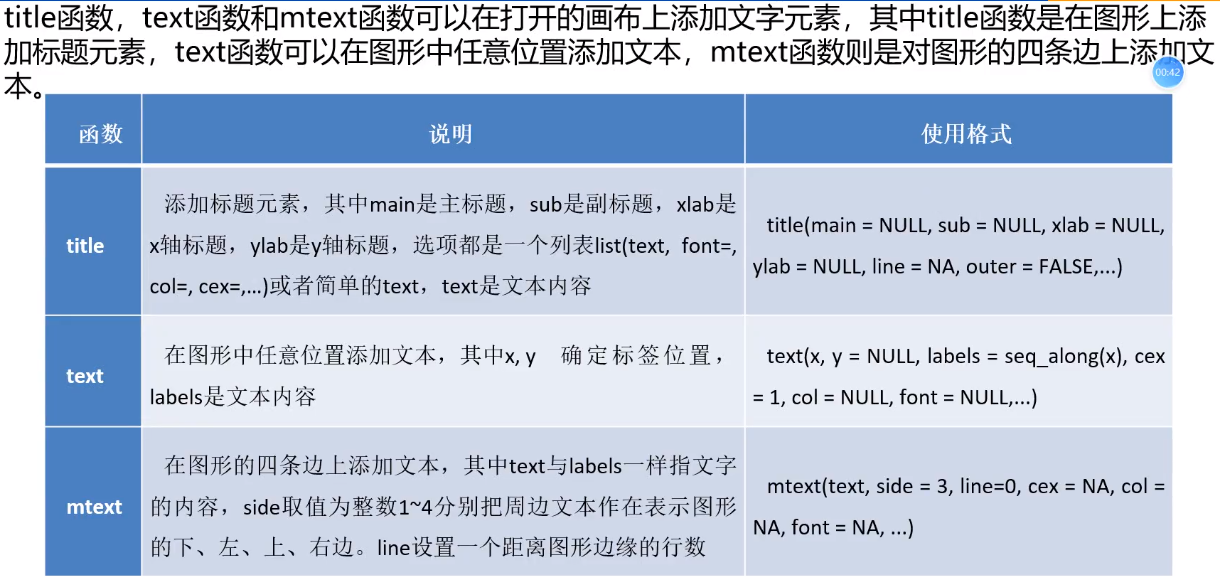 title函数，text函数和mtext函数可以在打开的画布上添加文字元素，其中title函数是在图形上添
加标题元素，text函数可以在图形中任意位置添加文本，mtext函数则是对图形的四条边上添加文
本。
00:42
函数 说明 使用格式
title
添加标题元素，其中main是主标题，sub是副标题，xlab是
x轴标题，ylab是y轴标题，选项都是一个列表list(text, font=,
col=, cex=,...)或者简单的text，text是文本内容
title(main = NULL, sub = NULL, xlab = NULL,
ylab = NULL, line = NA, outer = FALSE,...)
text
在图形中任意位置添加文本，其中x, y 确定标签位置，
labels是文本内容
text(x, y = NULL, labels = seq_along(x), cex
= 1, col = NULL, font = NULL,...)
mtext
在图形的四条边上添加文本，其中text与labels一样指文字
的内容，side取值为整数1~4分别把周边文本作在表示图形
的下、左、上、右边。line设置一个距离图形边缘的行数
mtext(text, side = 3, line=0, cex = NA, col =
NA, font = NA, ...)